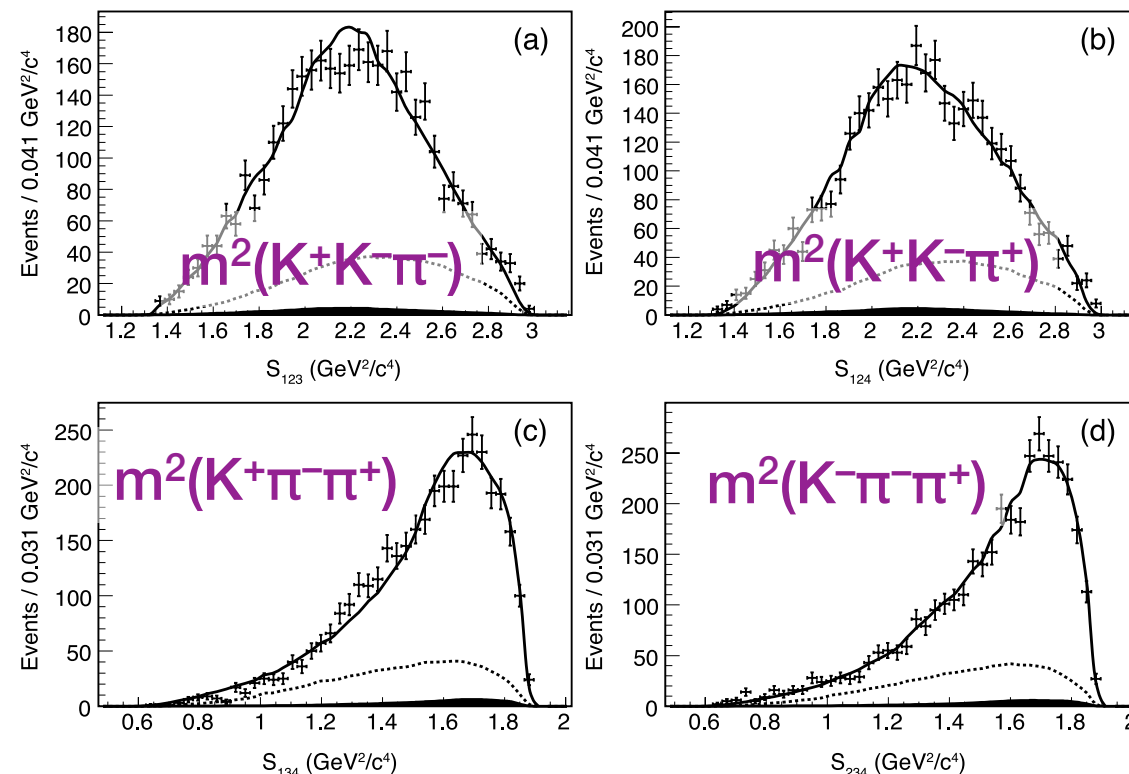 (a)
Events / 0.041 GeV²/c⁴
180
160
140
120
100
80
60
40
20
0
m²(K⁺K⁻π⁻)
1.2 1.4 1.6 1.8 2 2.2 2.4 2.6 2.8 3
S₁₂₃ (GeV²/c⁴)
(b)
Events / 0.041 GeV²/c⁴
200
180
160
140
120
100
80
60
40
20
0
m²(K⁺K⁻π⁺)
1.2 1.4 1.6 1.8 2 2.2 2.4 2.6 2.8 3
S₁₂₄ (GeV²/c⁴)
(c)
Events / 0.031 GeV²/c⁴
250
200
150
100
50
0
m²(K⁺π⁻π⁺)
0.6 0.8 1 1.2 1.4 1.6 1.8 2
S₁₃₄ (GeV²/c⁴)
(d)
Events / 0.031 GeV²/c⁴
250
200
150
100
50
0
m²(K⁻π⁻π⁺)
0.6 0.8 1 1.2 1.4 1.6 1.8 2
S₂₃₄ (GeV²/c⁴)